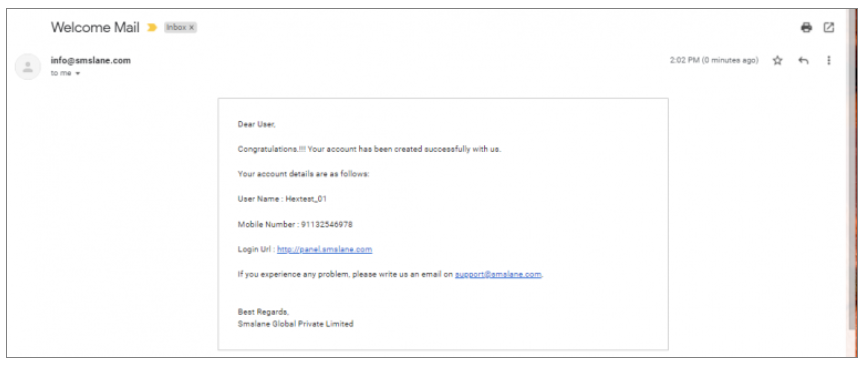 Welcome Mail
Inbox x
info@smslane.com
2:02 PM (0 minutes ago)
to me
Dear User,
Congratulations.!!! Your account has been created successfully with us.
Your account details are as follows:
User Name : Hextest_01
Mobile Number : 91132546978
Login Url : http://panel.smslane.com
If you experience any problem, please write us an email on support@smslane.com.
Best Regards,
Smslane Global Private Limited